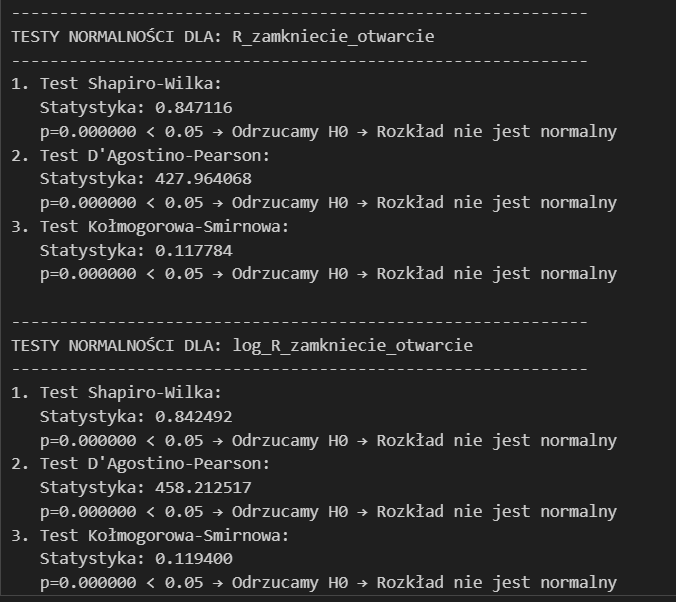 ------------------------------------------------------------
TESTY NORMALNOŚCI DLA: R_zamkniecie_otwarcie
------------------------------------------------------------
1. Test Shapiro-Wilka:
   Statystyka: 0.847116
   p=0.000000 < 0.05 → Odrzucamy H0 → Rozkład nie jest normalny
2. Test D'Agostino-Pearson:
   Statystyka: 427.964068
   p=0.000000 < 0.05 → Odrzucamy H0 → Rozkład nie jest normalny
3. Test Kołmogorowa-Smirnowa:
   Statystyka: 0.117784
   p=0.000000 < 0.05 → Odrzucamy H0 → Rozkład nie jest normalny

------------------------------------------------------------
TESTY NORMALNOŚCI DLA: log_R_zamkniecie_otwarcie
------------------------------------------------------------
1. Test Shapiro-Wilka:
   Statystyka: 0.842492
   p=0.000000 < 0.05 → Odrzucamy H0 → Rozkład nie jest normalny
2. Test D'Agostino-Pearson:
   Statystyka: 458.212517
   p=0.000000 < 0.05 → Odrzucamy H0 → Rozkład nie jest normalny
3. Test Kołmogorowa-Smirnowa:
   Statystyka: 0.119400
   p=0.000000 < 0.05 → Odrzucamy H0 → Rozkład nie jest normalny